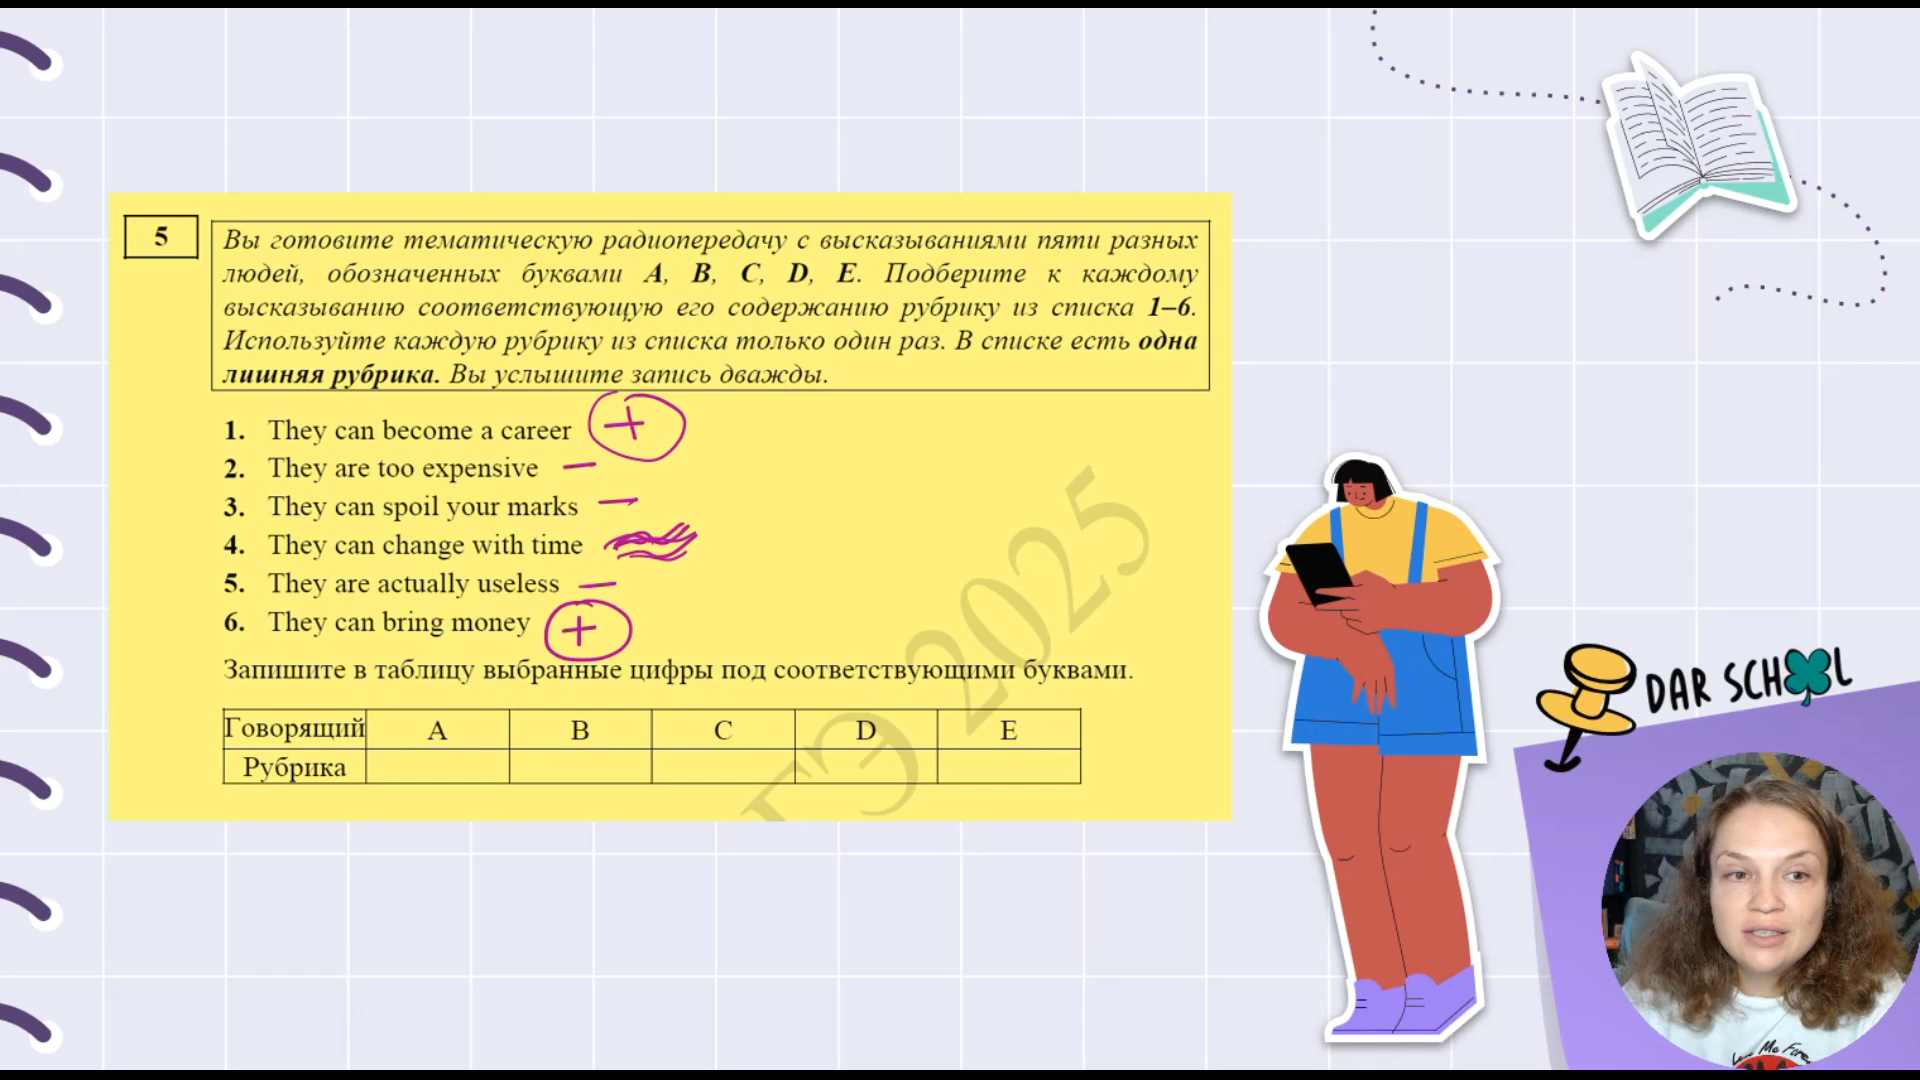 5
Вы готовите тематическую радиопередачу с высказываниями пяти разных
людей, обозначенных буквами A, B, C, D, E. Подберите к каждому
высказыванию соответствующую его содержанию рубрику из списка 1–6.
Используйте каждую рубрику из списка только один раз. В списке есть одна
лишняя рубрика. Вы услышите запись дважды.
1. They can become a career +
2. They are too expensive –
3. They can spoil your marks –
4. They can change with time
5. They are actually useless –
6. They can bring money +
Запишите в таблицу выбранные цифры под соответствующими буквами.
Говорящий A B C D E
Рубрика
ГЭ 2025
DAR SCHOOL